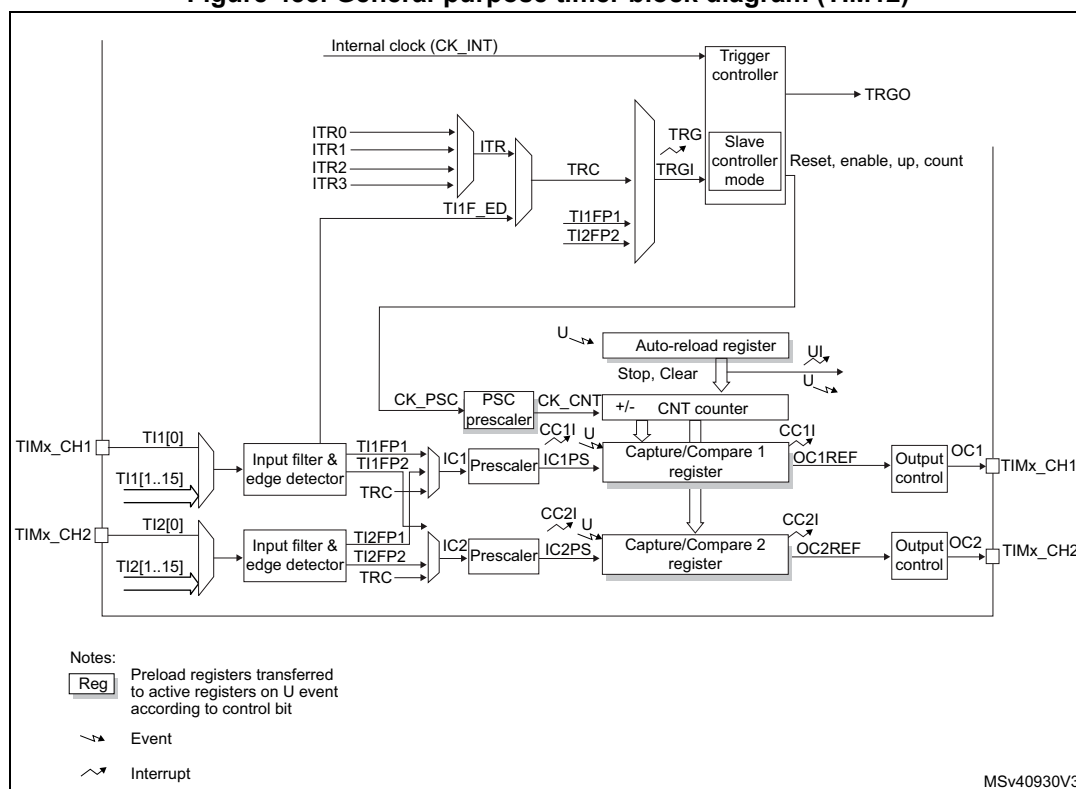 Figure 463. General-purpose timer block diagram (TIM12)
Internal clock (CK_INT)
Trigger
controller
TRGO
ITR0
ITR1
ITR2
ITR3
ITR
TRC
TRG
TRGI
Slave
controller
mode
Reset, enable, up, count
TI1F_ED
TI1FP1
TI2FP2
U
Auto-reload register
UI
Stop, Clear
U
CK_PSC
PSC
prescaler
CK_CNT
+/-
CNT counter
TIMx_CH1
TI1[0]
TI1[1..15]
Input filter &
edge detector
TI1FP1
TI1FP2
TRC
IC1
Prescaler
IC1PS
CC1I
U
Capture/Compare 1
register
CC1I
OC1REF
Output
control
OC1
TIMx_CH1
TIMx_CH2
TI2[0]
TI2[1..15]
Input filter &
edge detector
TI2FP1
TI2FP2
TRC
IC2
Prescaler
IC2PS
CC2I
U
Capture/Compare 2
register
CC2I
OC2REF
Output
control
OC2
TIMx_CH2
Notes:
Reg
Preload registers transferred
to active registers on U event
according to control bit
Event
Interrupt
MSv40930V3